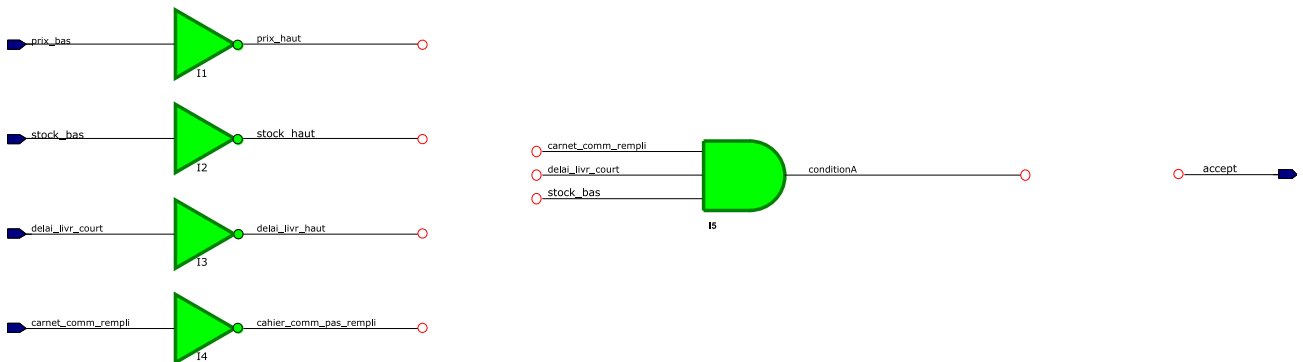 prix_bas
prix_haut
I1
stock_bas
stock_haut
I2
delai_livr_court
delai_livr_haut
I3
carnet_comm_rempli
cahier_comm_pas_rempli
I4
carnet_comm_rempli
delai_livr_court
stock_bas
conditionA
I5
accept